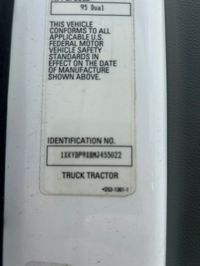 95 Dual
THIS VEHICLE
CONFORMS TO ALL
APPLICABLE U.S.
FEDERAL MOTOR
VEHICLE SAFETY
STANDARDS IN
EFFECT ON THE DATE
OF MANUFACTURE
SHOWN ABOVE.
IDENTIFICATION NO.
TRUCK TRACTOR